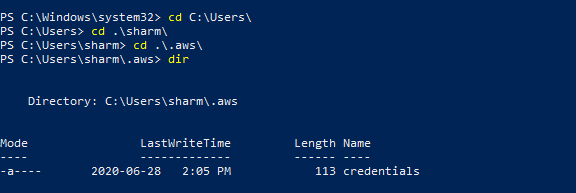 PS C:\Windows\system32> cd C:\Users\
PS C:\Users> cd .\sharm\
PS C:\Users\sharm> cd .\.aws\
PS C:\Users\sharm\.aws> dir
Directory: C:\Users\sharm\.aws
Mode LastWriteTime Length Name
---- ------------- ------ ----
-a---- 2020-06-28 2:05 PM 113 credentials